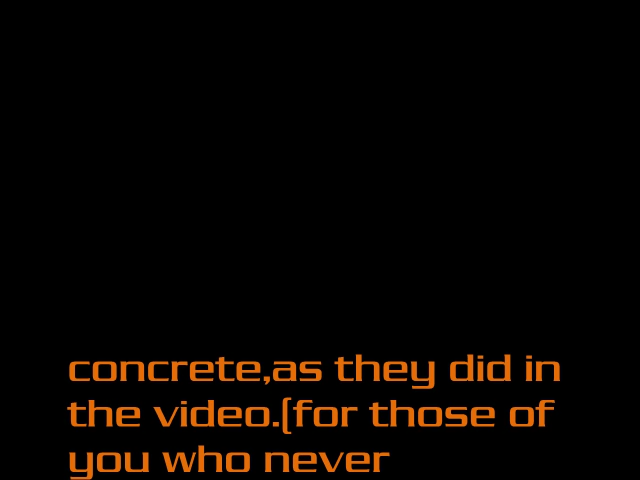 concrete,as they did in
the video.(for those of
you who never